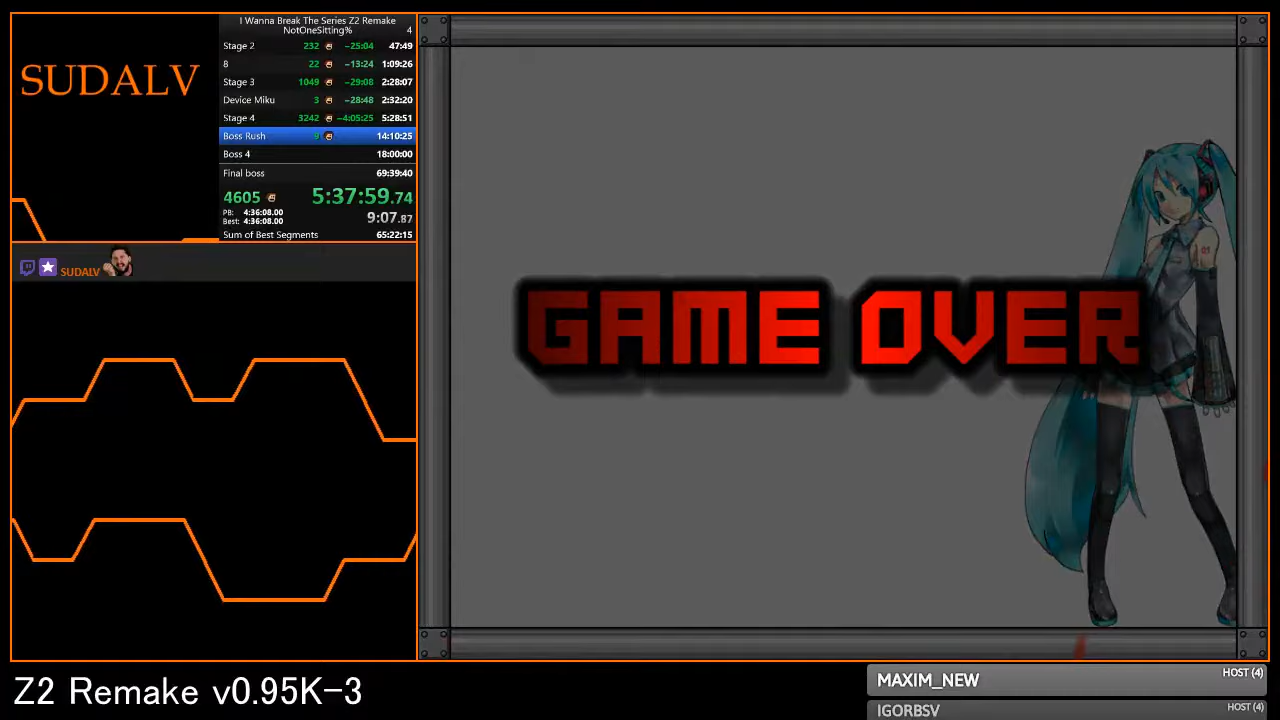 SUDALV
I Wanna Break The Series Z2 Remake
NotOneSitting% 4
Stage 2 232 −25:04 47:49
8 22 −13:24 1:09:26
Stage 3 1049 −29:08 2:28:07
Device Miku 3 −28:48 2:32:20
Stage 4 3242 −4:05:25 5:28:51
Boss Rush 9 14:10:25
Boss 4 18:00:00
Final boss 69:39:40
4605 5:37:59.74
PB: 4:36:08.00
Best: 4:36:08.00
9:07.87
Sum of Best Segments 65:22:15
SUDALV
GAME OVER
Z2 Remake v0.95K-3
MAXIM_NEW HOST (4)
IGORBSV HOST (4)